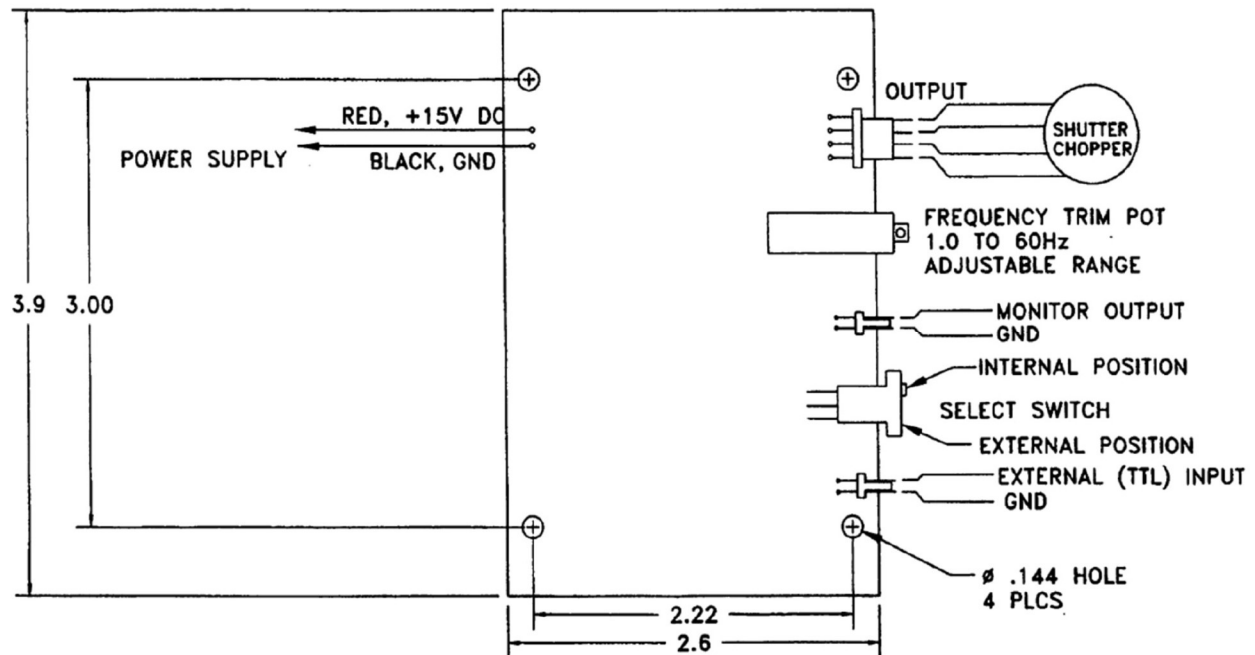 OUTPUT
RED, +15V DC
BLACK, GND
POWER SUPPLY
SHUTTER
CHOPPER
FREQUENCY TRIM POT
1.0 TO 60Hz
ADJUSTABLE RANGE
3.9
3.00
MONITOR OUTPUT
GND
INTERNAL POSITION
SELECT SWITCH
EXTERNAL POSITION
EXTERNAL (TTL) INPUT
GND
ø .144 HOLE
4 PLCS
2.22
2.6